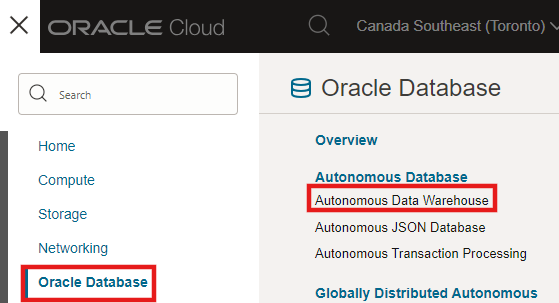 ORACLE Cloud
Canada Southeast (Toronto)
Search
Home
Compute
Storage
Networking
Oracle Database
Oracle Database
Overview
Autonomous Database
Autonomous Data Warehouse
Autonomous JSON Database
Autonomous Transaction Processing
Globally Distributed Autonomous